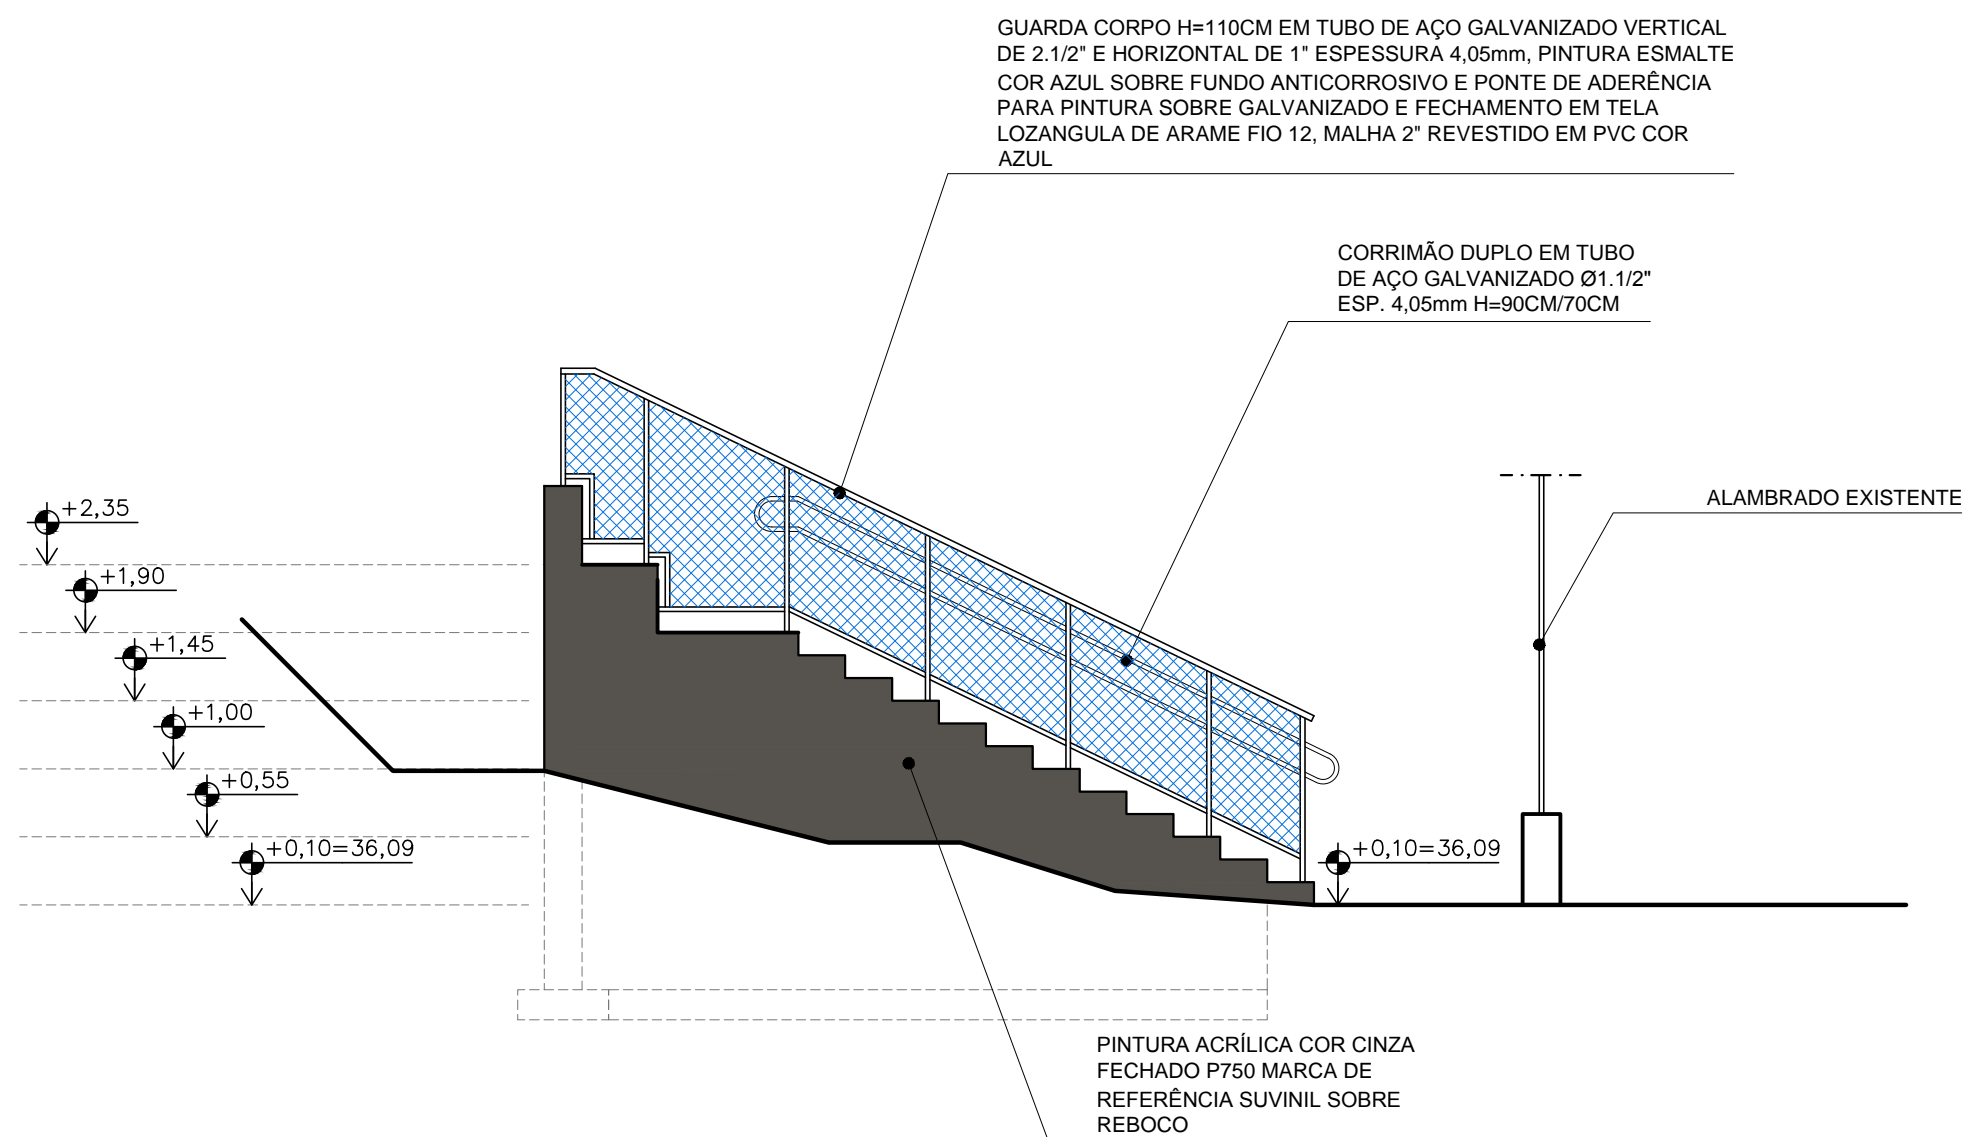 GUARDA CORPO H=110CM EM TUBO DE AÇO GALVANIZADO VERTICAL
DE 2.1/2" E HORIZONTAL DE 1" ESPESSURA 4,05mm, PINTURA ESMALTE
COR AZUL SOBRE FUNDO ANTICORROSIVO E PONTE DE ADERÊNCIA
PARA PINTURA SOBRE GALVANIZADO E FECHAMENTO EM TELA
LOZANGULA DE ARAME FIO 12, MALHA 2" REVESTIDO EM PVC COR
AZUL
CORRIMÃO DUPLO EM TUBO
DE AÇO GALVANIZADO Ø1.1/2"
ESP. 4,05mm H=90CM/70CM
ALAMBRADO EXISTENTE
+2,35
+1,90
+1,45
+1,00
+0,55
+0,10=36,09
+0,10=36,09
PINTURA ACRÍLICA COR CINZA
FECHADO P750 MARCA DE
REFERÊNCIA SUVINIL SOBRE
REBOCO